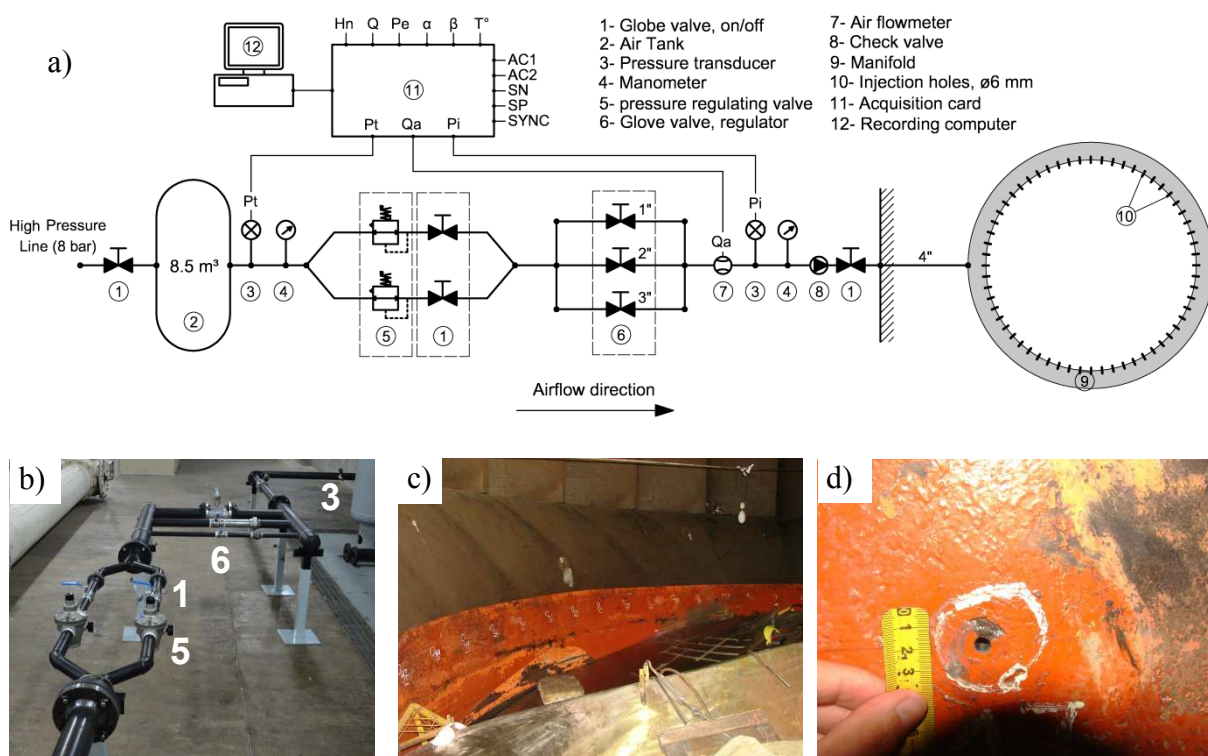 a)
12
Hn Q Pe α β T°
AC1
AC2
SN
SP
SYNC
11
Pt Qa Pi
1- Globe valve, on/off
2- Air Tank
3- Pressure transducer
4- Manometer
5- pressure regulating valve
6- Glove valve, regulator
7- Air flowmeter
8- Check valve
9- Manifold
10- Injection holes, ø6 mm
11- Acquisition card
12- Recording computer
High Pressure
Line (8 bar)
1
8.5 m³
2
Pt
3
4
5
1
1"
2"
3"
6
Qa
7
Pi
3
4
8
1
4"
10
9
Airflow direction
b)
3
6
1
5
c)
d)
0 1 2 3